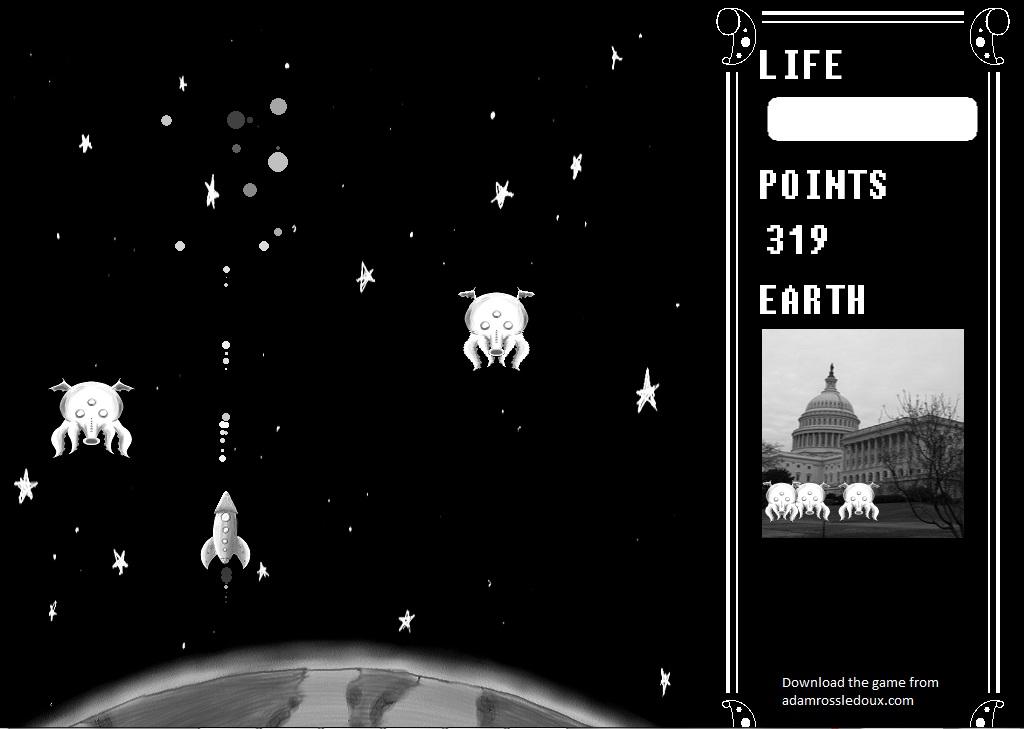 LIFE
POINTS
319
EARTH
Download the game from
adamrossledoux.com